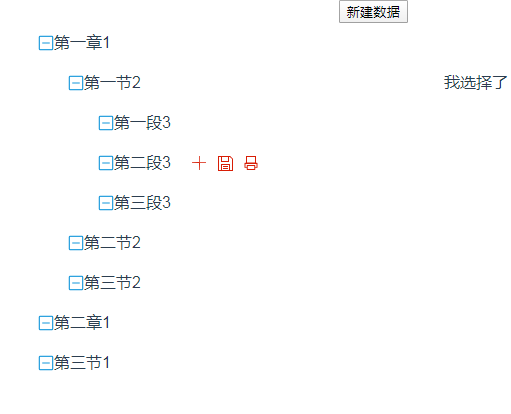 新建数据
第一章1
第一节2
我选择了
第一段3
第二段3
第三段3
第二节2
第三节2
第二章1
第三节1